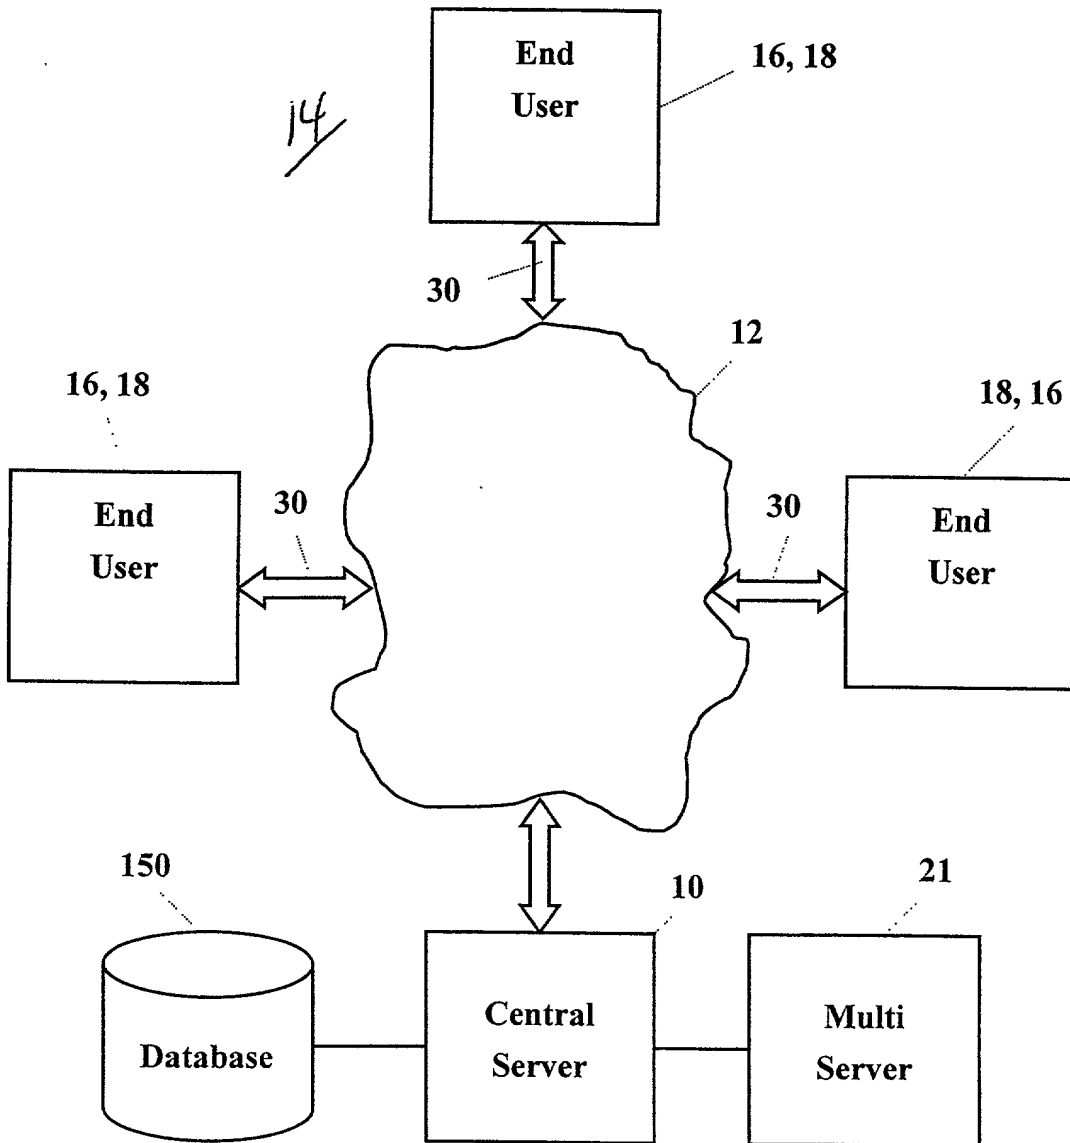 End
User
16, 18
14
30
12
16, 18
18, 16
End
User
30
30
End
User
150
10
21
Database
Central
Server
Multi
Server